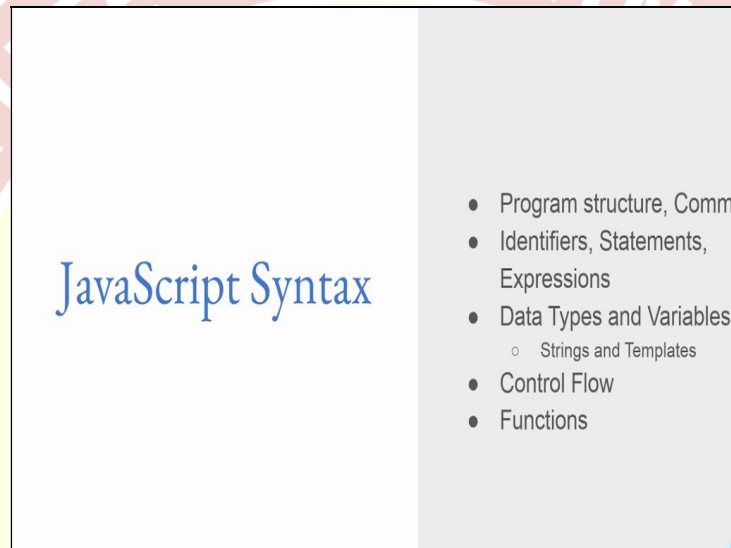 JavaScript Syntax
● Program structure, Comm
● Identifiers, Statements,
Expressions
● Data Types and Variables
○ Strings and Templates
● Control Flow
● Functions